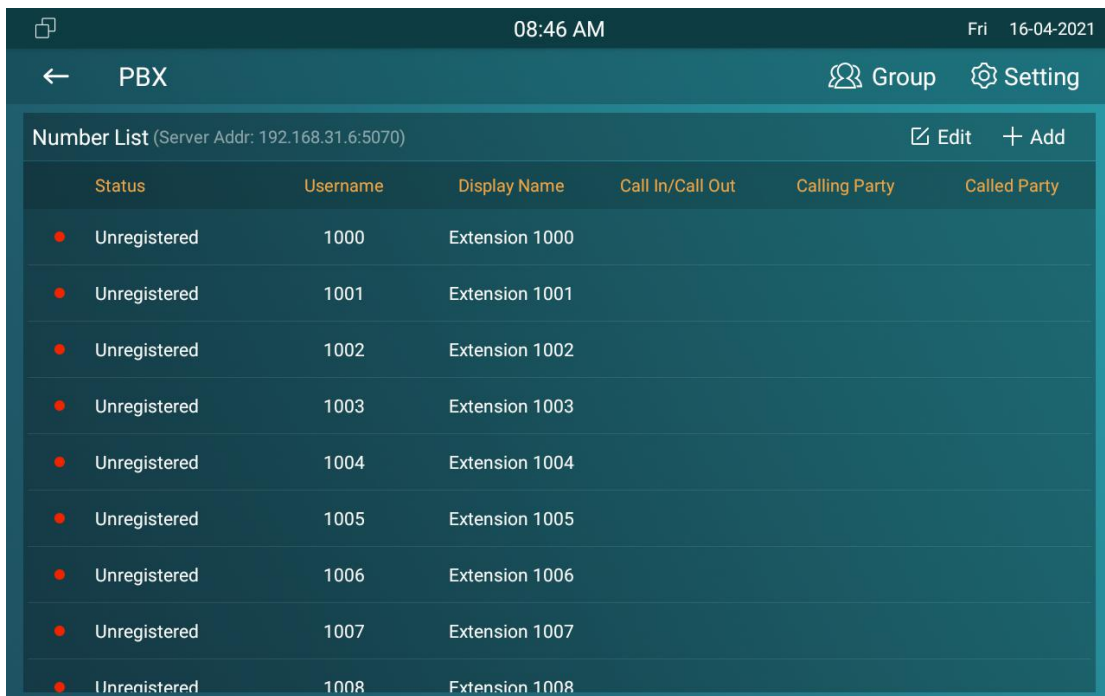 08:46 AM Fri 16-04-2021
PBX Group Setting
Number List (Server Addr: 192.168.31.6:5070) Edit Add
Status Username Display Name Call In/Call Out Calling Party Called Party
Unregistered 1000 Extension 1000
Unregistered 1001 Extension 1001
Unregistered 1002 Extension 1002
Unregistered 1003 Extension 1003
Unregistered 1004 Extension 1004
Unregistered 1005 Extension 1005
Unregistered 1006 Extension 1006
Unregistered 1007 Extension 1007
Unregistered 1008 Extension 1008